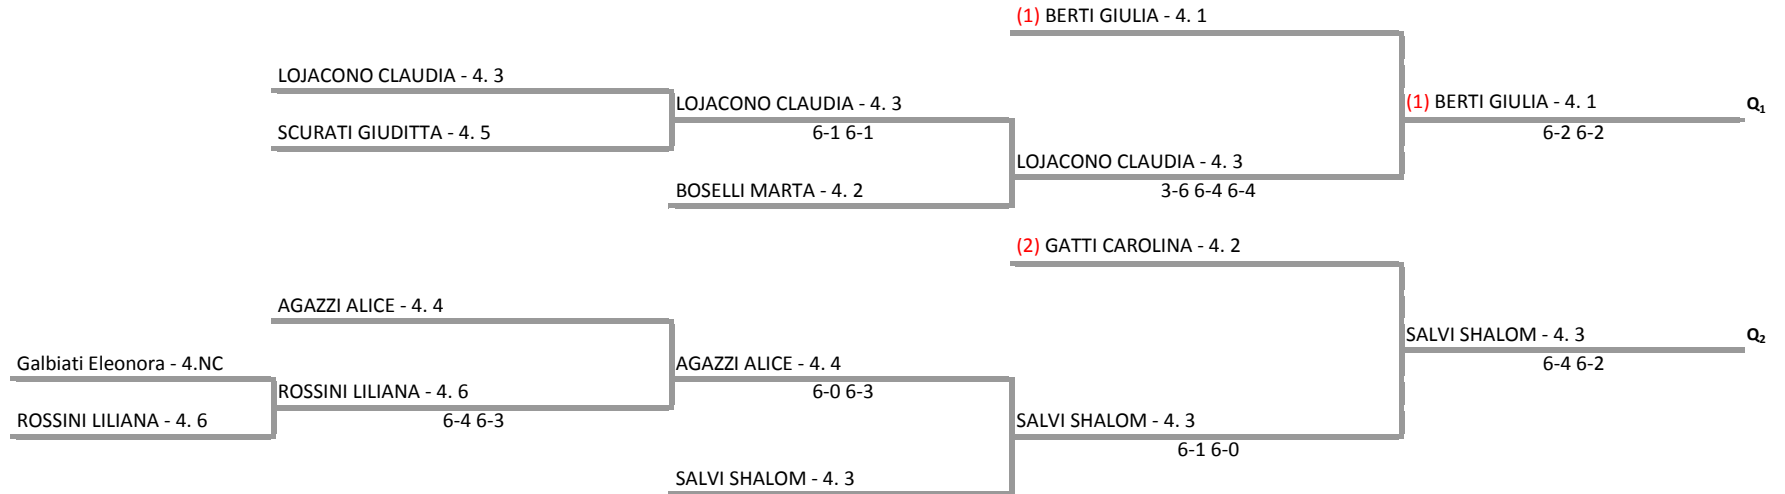 (1) BERTI GIULIA - 4. 1
LOJACONO CLAUDIA - 4. 3
LOJACONO CLAUDIA - 4. 3
(1) BERTI GIULIA - 4. 1
Q₁
SCURATI GIUDITTA - 4. 5
6-1 6-1
6-2 6-2
LOJACONO CLAUDIA - 4. 3
BOSELLI MARTA - 4. 2
3-6 6-4 6-4
(2) GATTI CAROLINA - 4. 2
AGAZZI ALICE - 4. 4
SALVI SHALOM - 4. 3
Q₂
Galbiati Eleonora - 4.NC
AGAZZI ALICE - 4. 4
6-4 6-2
ROSSINI LILIANA - 4. 6
6-0 6-3
ROSSINI LILIANA - 4. 6
6-4 6-3
SALVI SHALOM - 4. 3
6-1 6-0
SALVI SHALOM - 4. 3